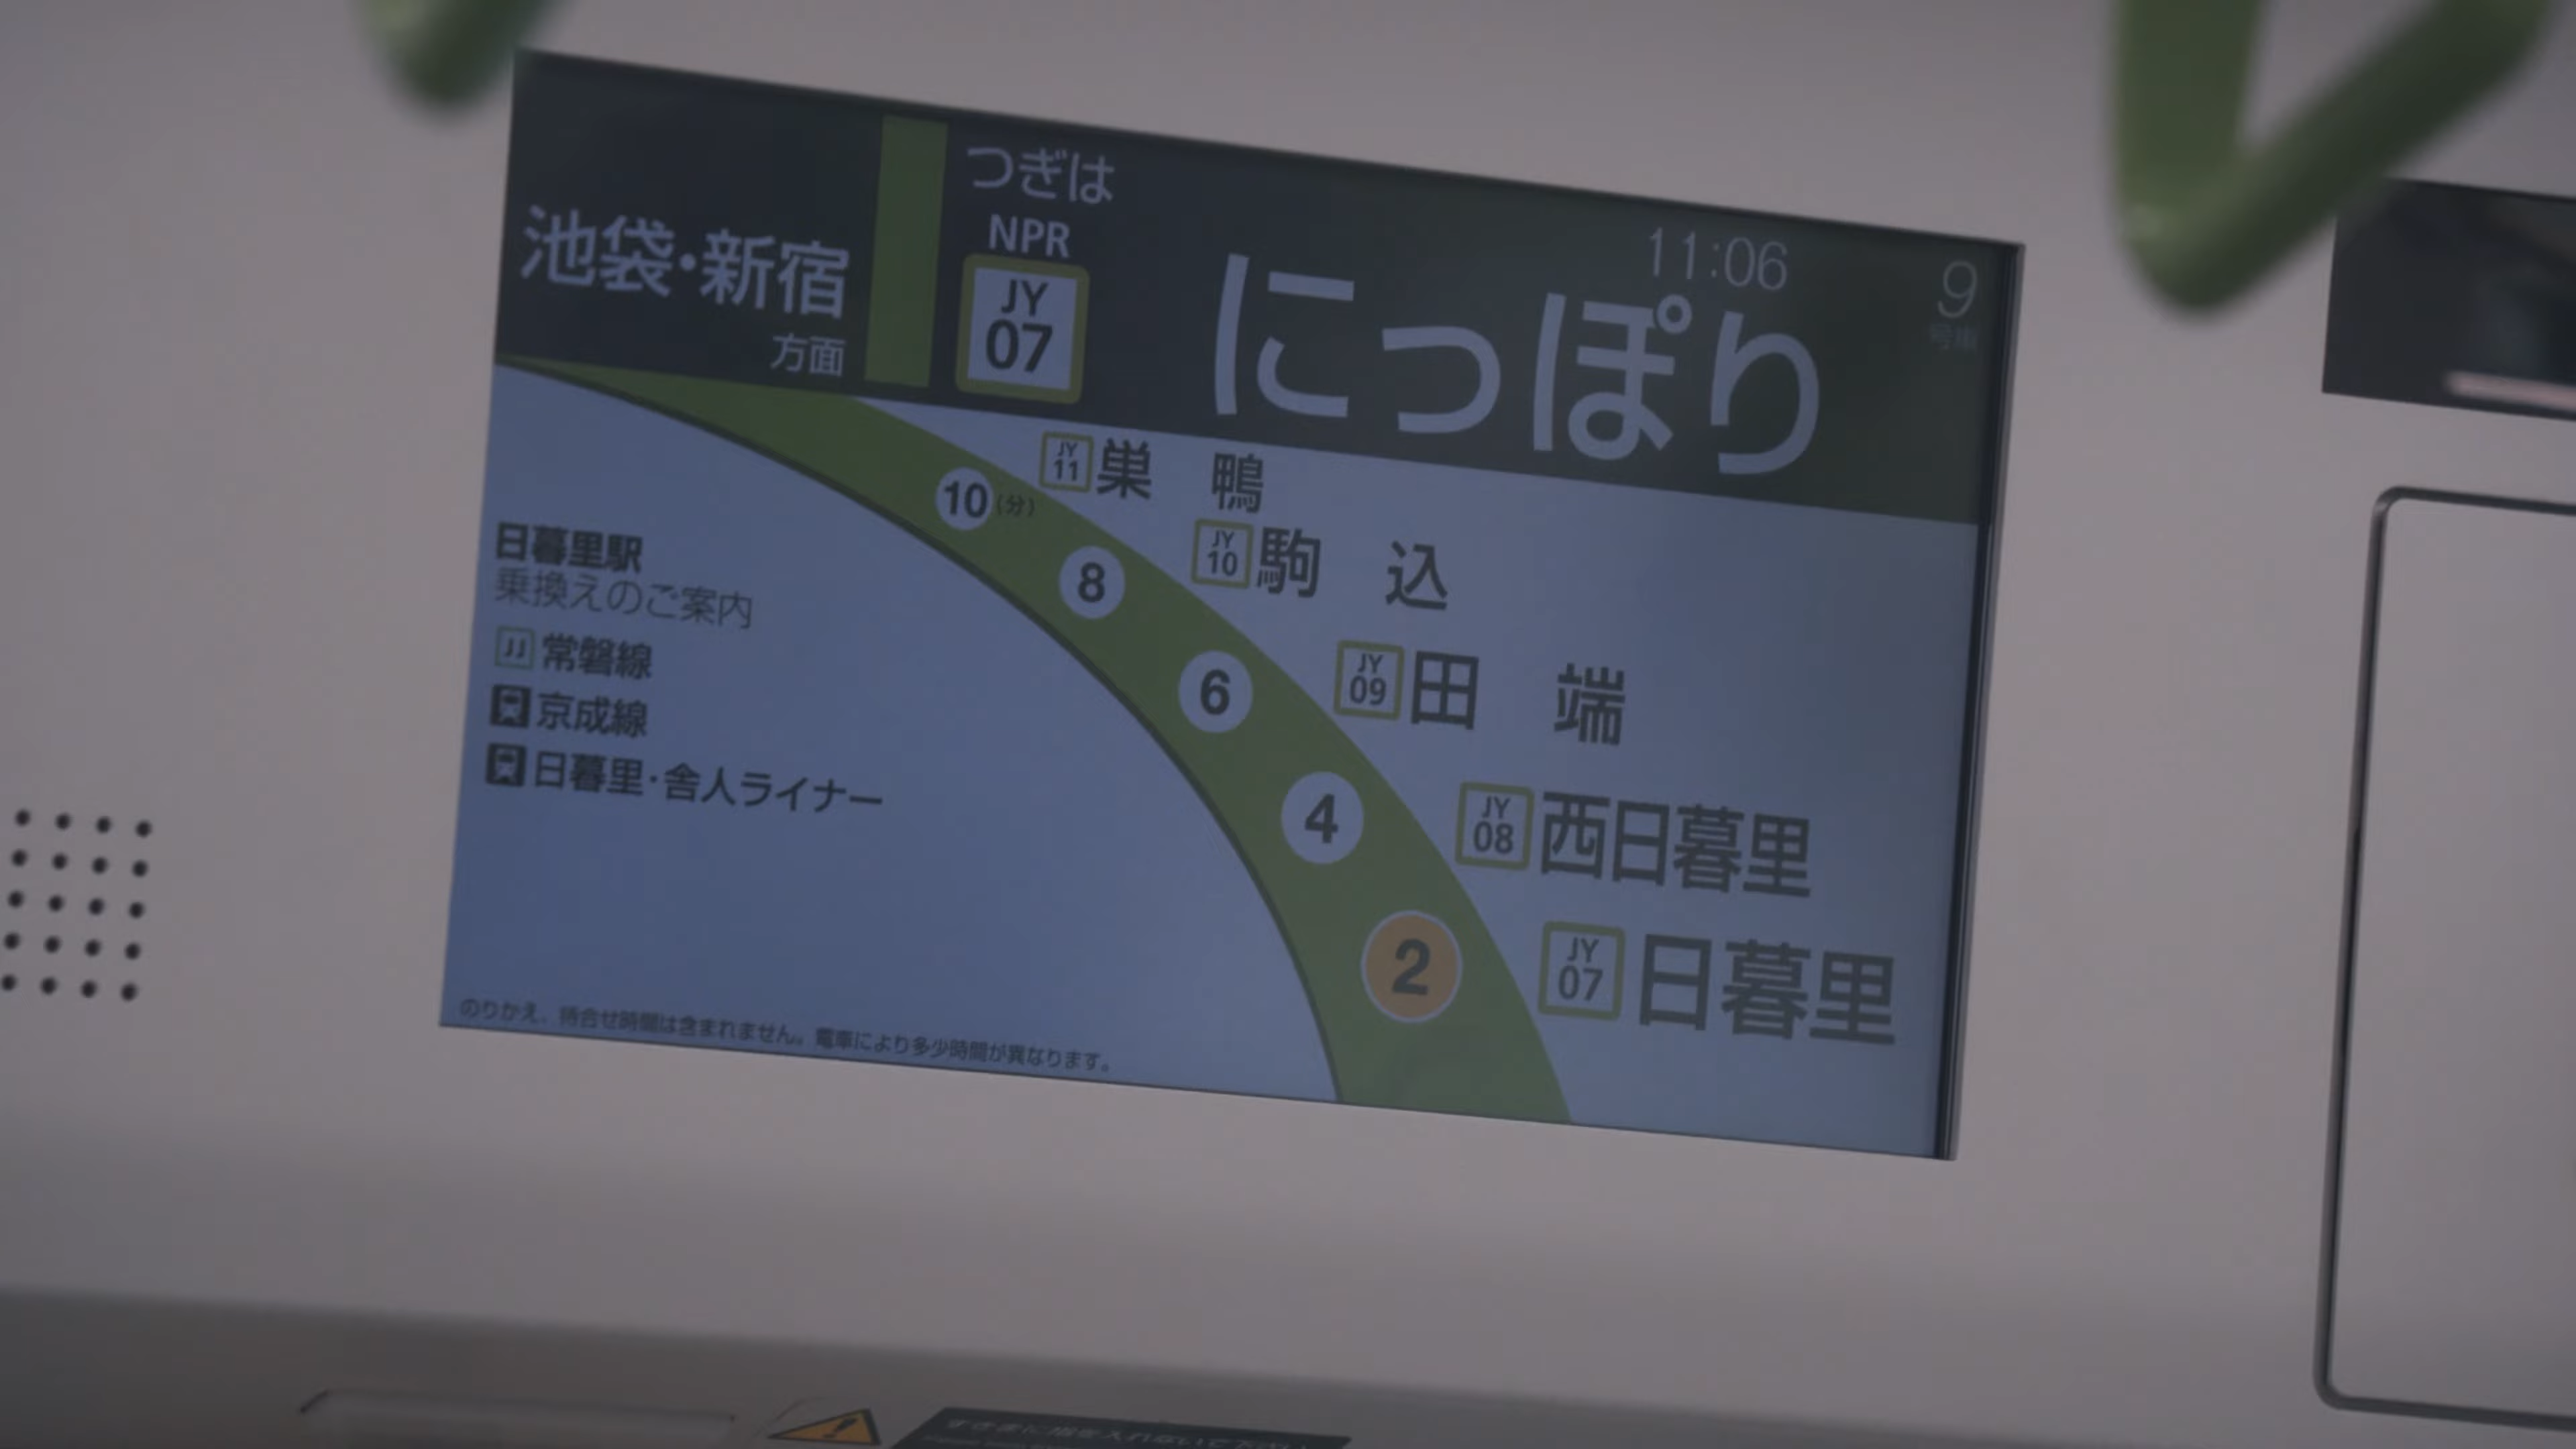 池袋・新宿
方面
つぎは
NPR
JY
07
にっぽり
11:06
9
号車
10(分)
JY
11
巣 鴨
8
JY
10
駒 込
6
JY
09
田 端
4
JY
08
西日暮里
2
JY
07
日暮里
日暮里駅
乗換えのご案内
JJ 常磐線
京成線
日暮里・舎人ライナー
のりかえ、待合せ時間は含まれません。電車により多少時間が異なります。